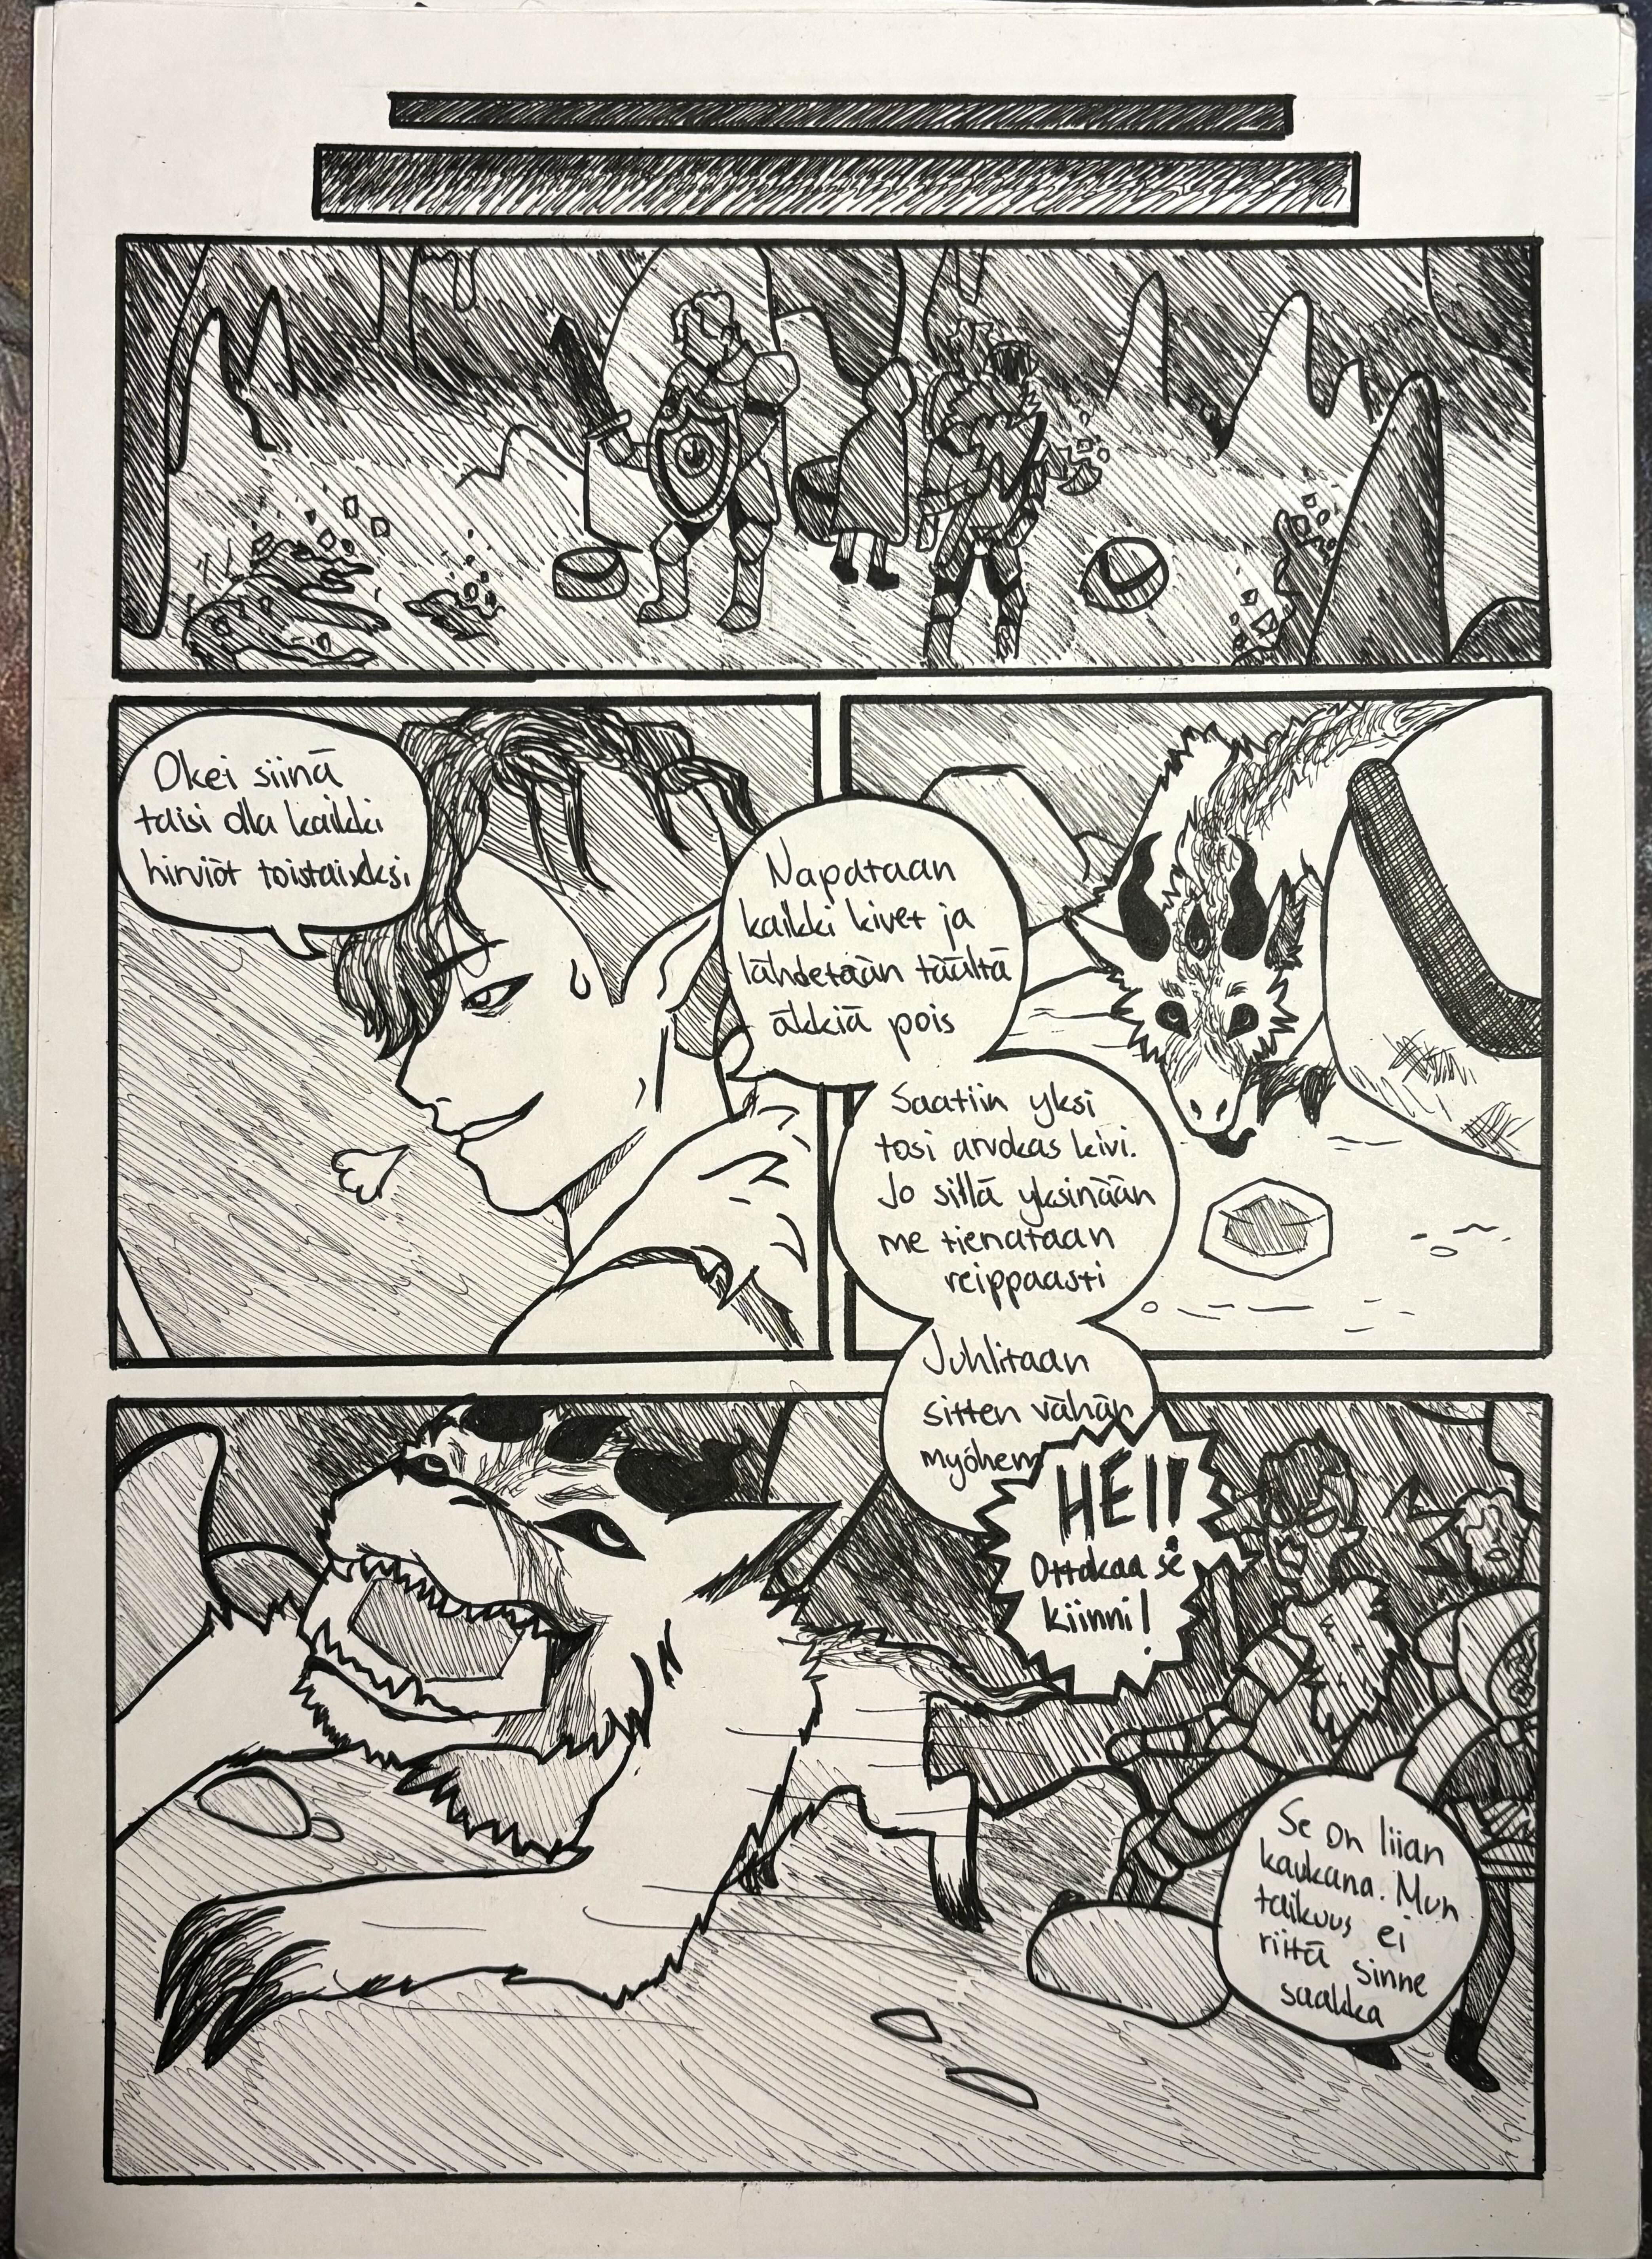 Okei siinä
taisi olla kaikki
hirviöt toistaiseksi
Napataan
kaikki kivet ja
lähdetään täältä
äkkiä pois
Saatiin yksi
tosi arvokas kivi.
Jo sillä yksinään
me tienataan
reippaasti
Juhlitaan
sitten vähän
myöhem
HEI!
Ottakaa se
kiinni!
Se on liian
kaukana. Mun
taikuus ei
riitä sinne
saakka